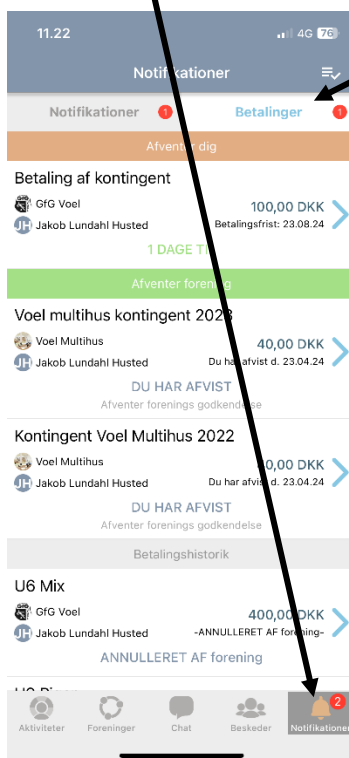 11.22 4G 76
Notifikationer
Notifikationer 1 Betalinger 1
Afventer dig
Betaling af kontingent
GfG Voel 100,00 DKK
JH Jakob Lundahl Husted Betalingsfrist: 23.08.24
1 DAGE
Afventer forening
Voel multihus kontingent 2023
Voel Multihus 40,00 DKK
JH Jakob Lundahl Husted Du har afvist d. 23.04.24
DU HAR AFVIST
Afventer forenings godkendelse
Kontingent Voel Multihus 2022
Voel Multihus DKK
JH Jakob Lundahl Husted Du har afvist d. 23.04.24
DU HAR AFVIST
Afventer forenings godkendelse
Betalingshistorik
U6 Mix
GfG Voel 400,00 DKK
JH Jakob Lundahl Husted -ANNULLERET AF forening-
ANNULLERET AF forening
2
Aktiviteter Foreninger Chat Beskeder Notifikationer